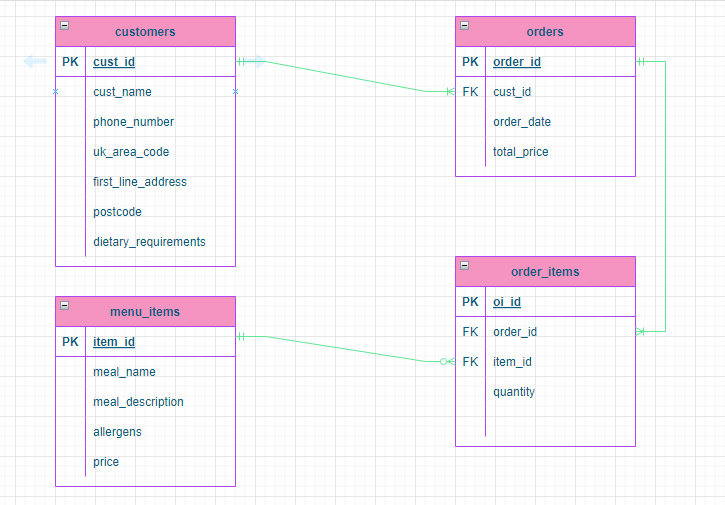 customers
PK cust_id
cust_name
phone_number
uk_area_code
first_line_address
postcode
dietary_requirements
orders
PK order_id
FK cust_id
order_date
total_price
menu_items
PK item_id
meal_name
meal_description
allergens
price
order_items
PK oi_id
FK order_id
FK item_id
quantity